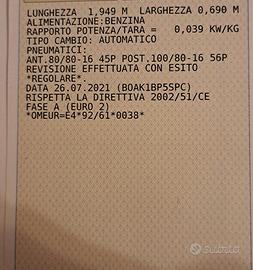 LUNGHEZZA 1,949 M LARGHEZZA 0,690 M
ALIMENTAZIONE:BENZINA
RAPPORTO POTENZA/TARA = 0,039 KW/KG
TIPO CAMBIO: AUTOMATICO
PNEUMATICI:
ANT.80/80-16 45P POST.100/80-16 56P
REVISIONE EFFETTUATA CON ESITO
*REGOLARE*.
DATA 26.07.2021 (BOAK1BP5SPC)
RISPETTA LA DIRETTIVA 2002/51/CE
FASE A (EURO 2)
*OMEUR=E4*92/61*0038*
subito